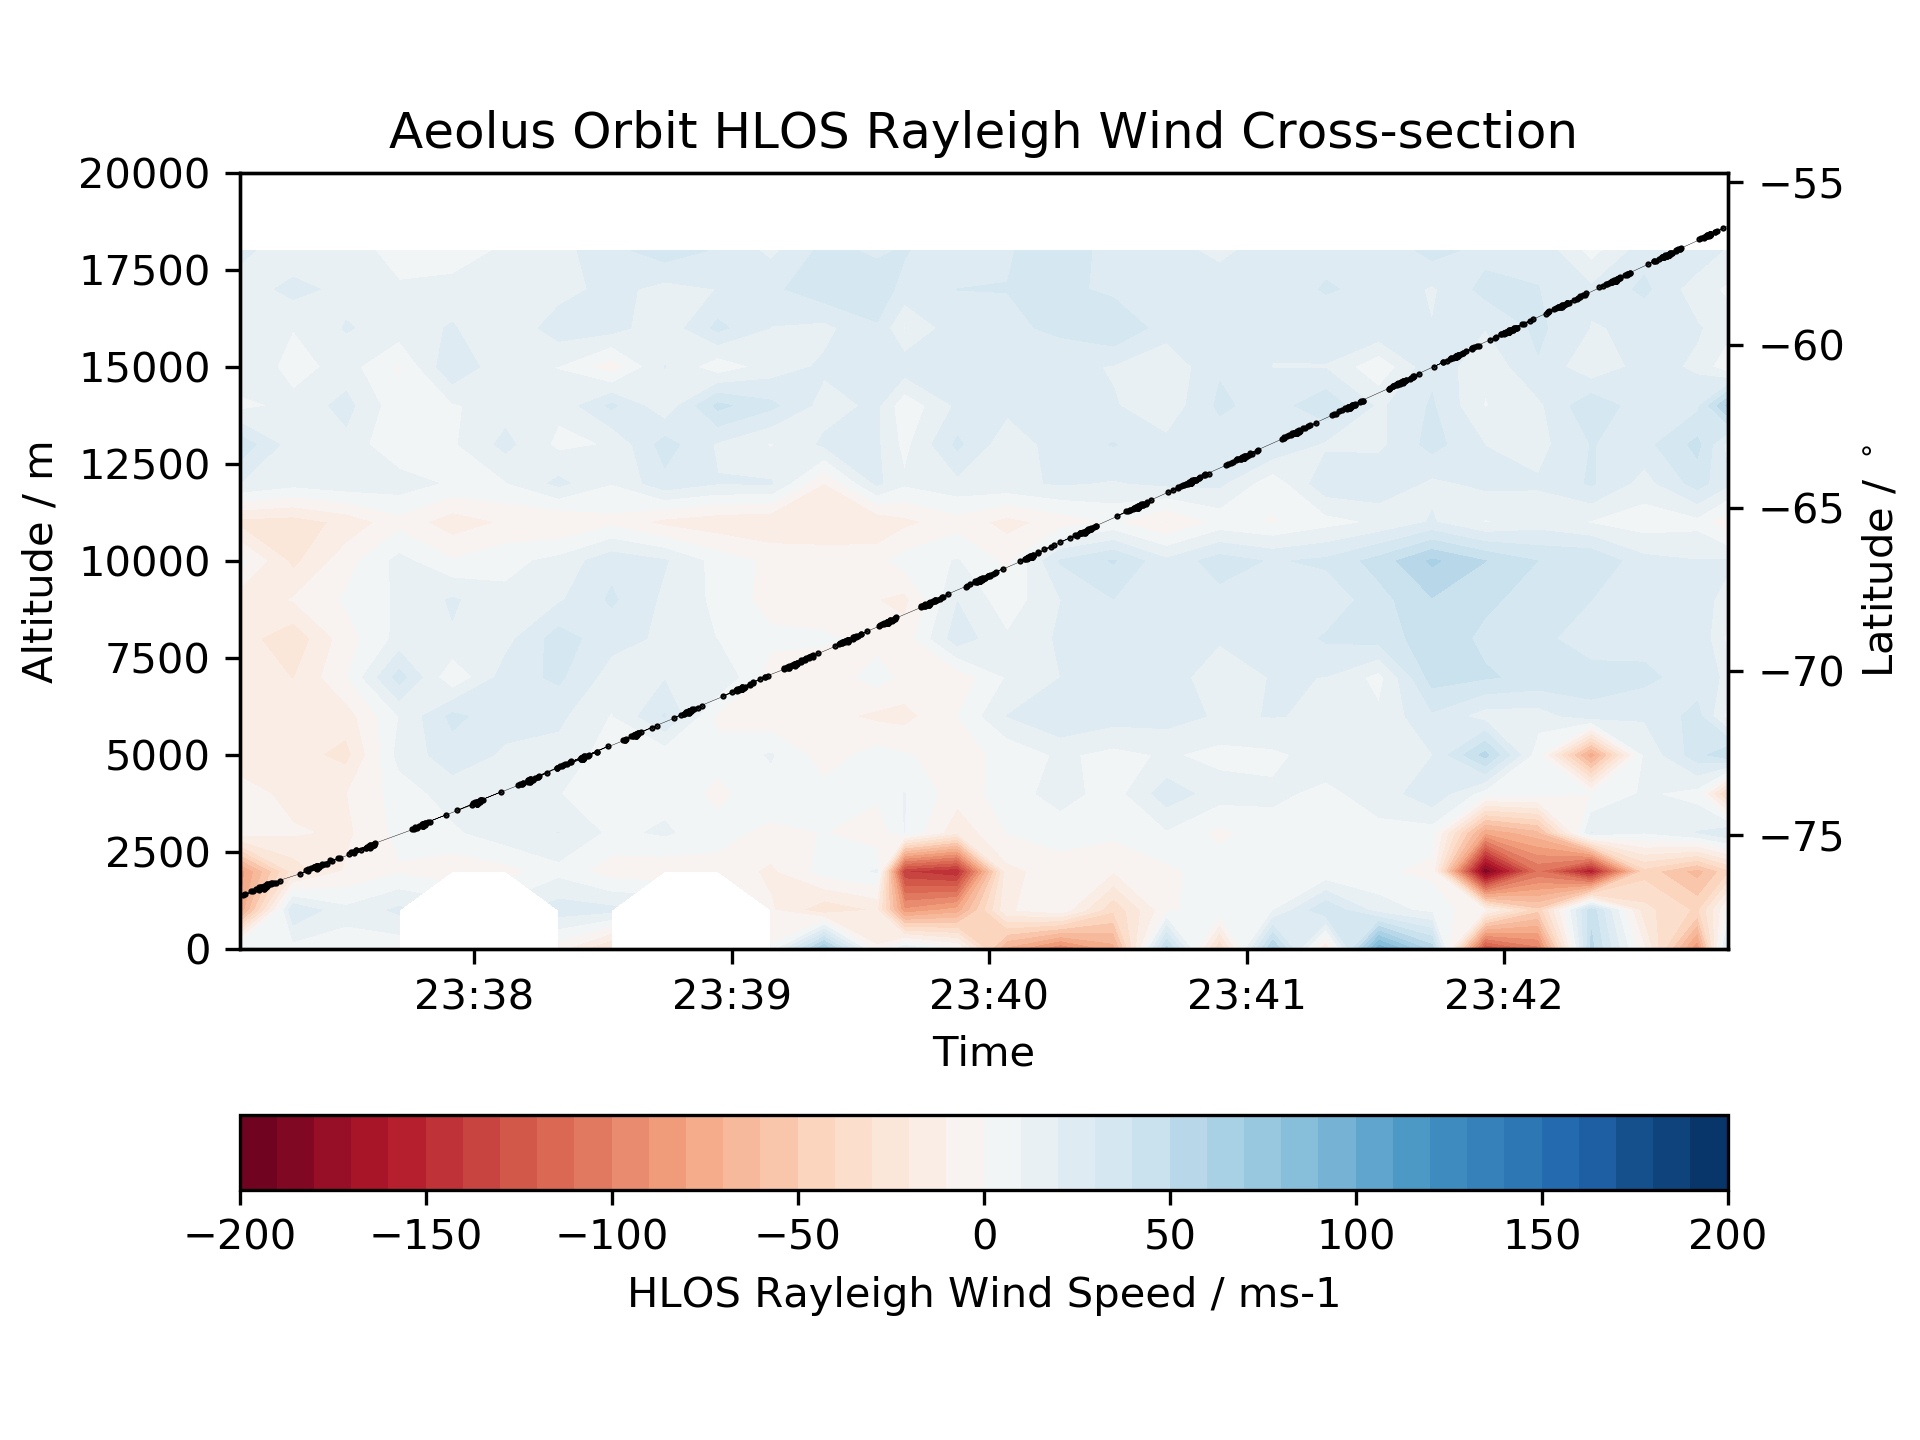 Aeolus Orbit HLOS Rayleigh Wind Cross-section
20000
17500
15000
12500
10000
7500
5000
2500
0
Altitude / m
−55
−60
−65
−70
−75
Latitude / °
23:38 23:39 23:40 23:41 23:42
Time
−200 −150 −100 −50 0 50 100 150 200
HLOS Rayleigh Wind Speed / ms-1